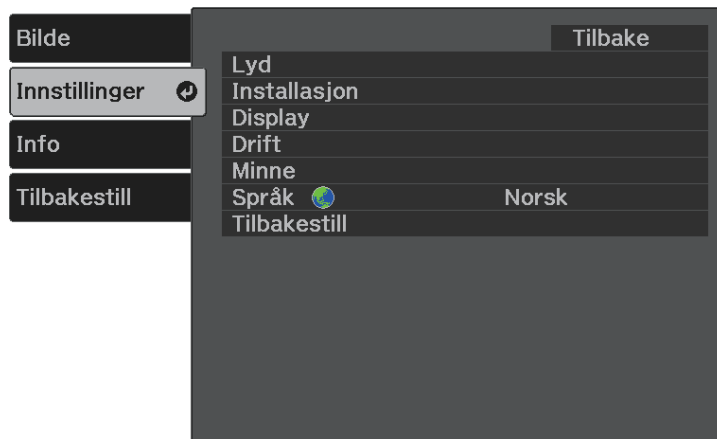 Bilde
Innstillinger
Info
Tilbakestill
Tilbake
Lyd
Installasjon
Display
Drift
Minne
Språk Norsk
Tilbakestill